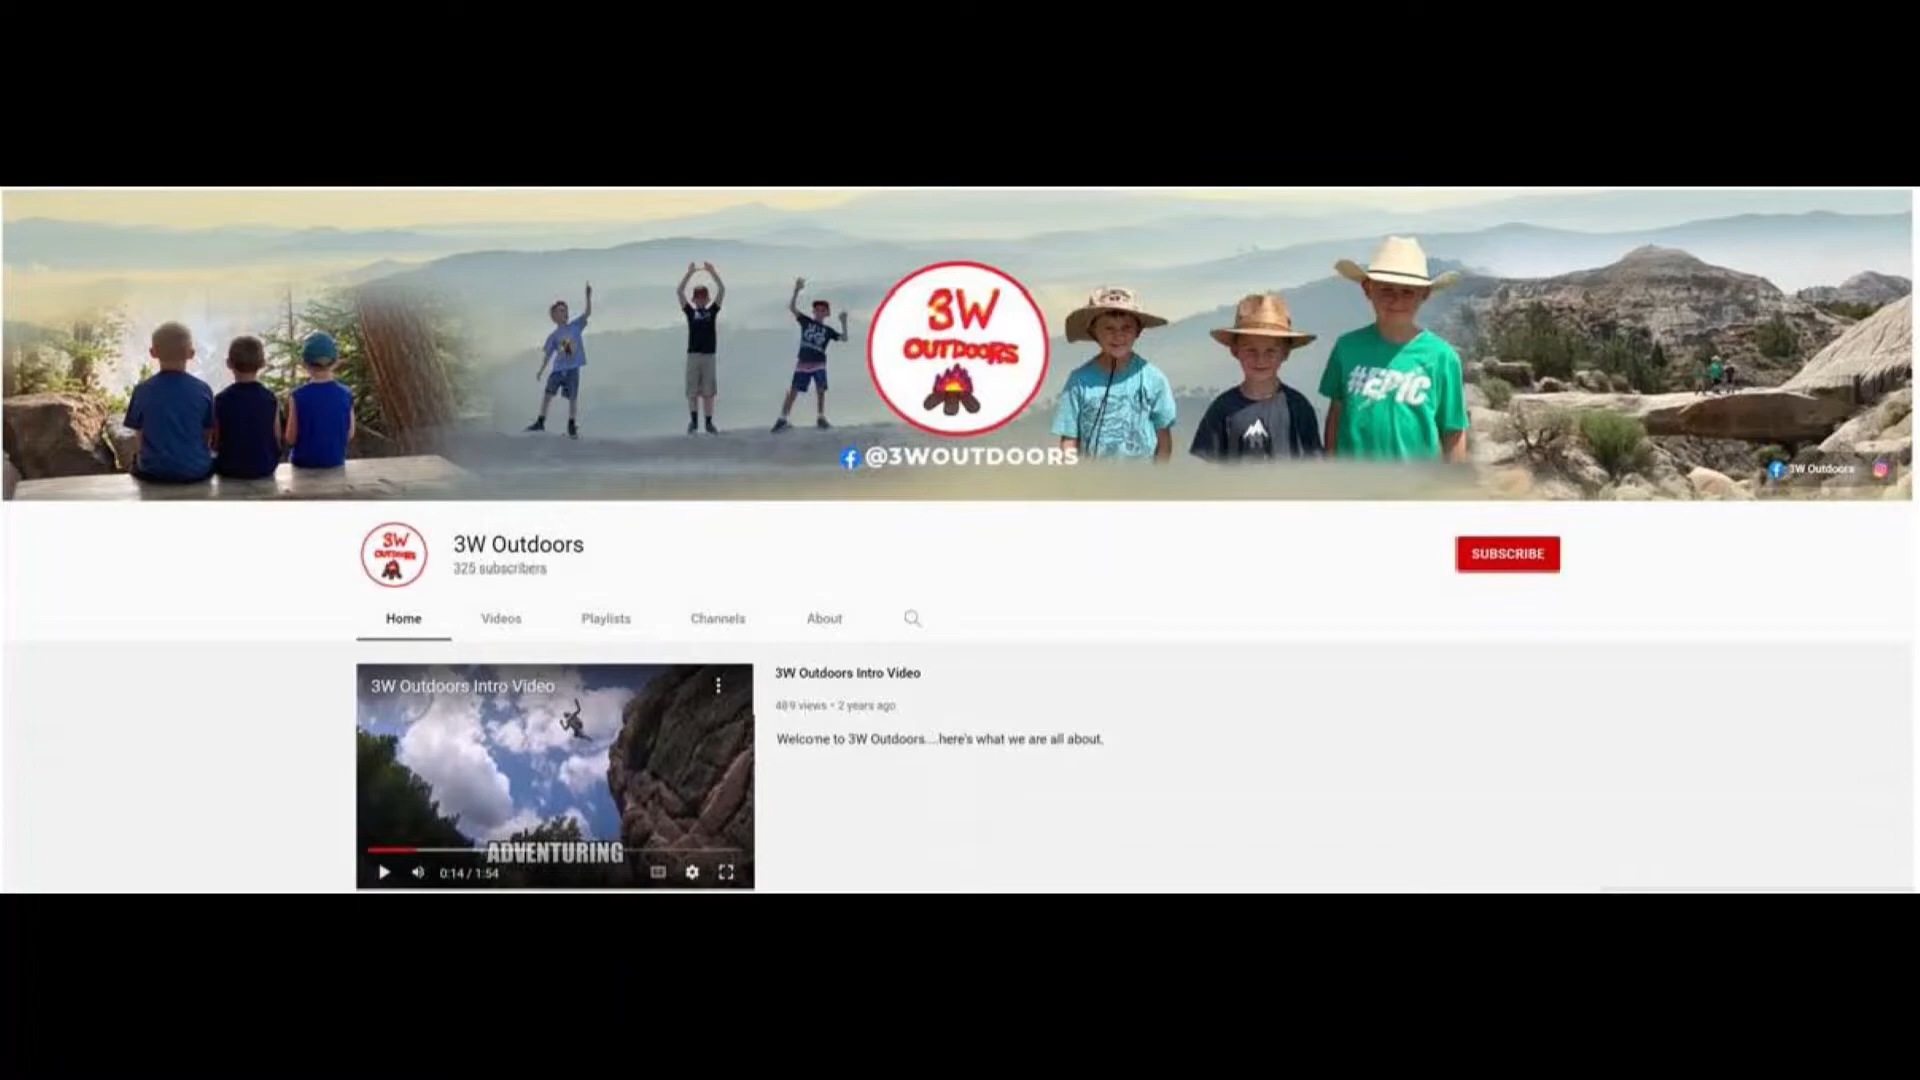 3W
OUTDOORS
#EPIC
@3WOUTDOORS
3W Outdoors
3W
OUTDOORS
3W Outdoors
325 subscribers
SUBSCRIBE
Home
Videos
Playlists
Channels
About
3W Outdoors Intro Video
ADVENTURING
0:14 / 1:54
3W Outdoors Intro Video
489 views • 2 years ago
Welcome to 3W Outdoors....here's what we are all about.